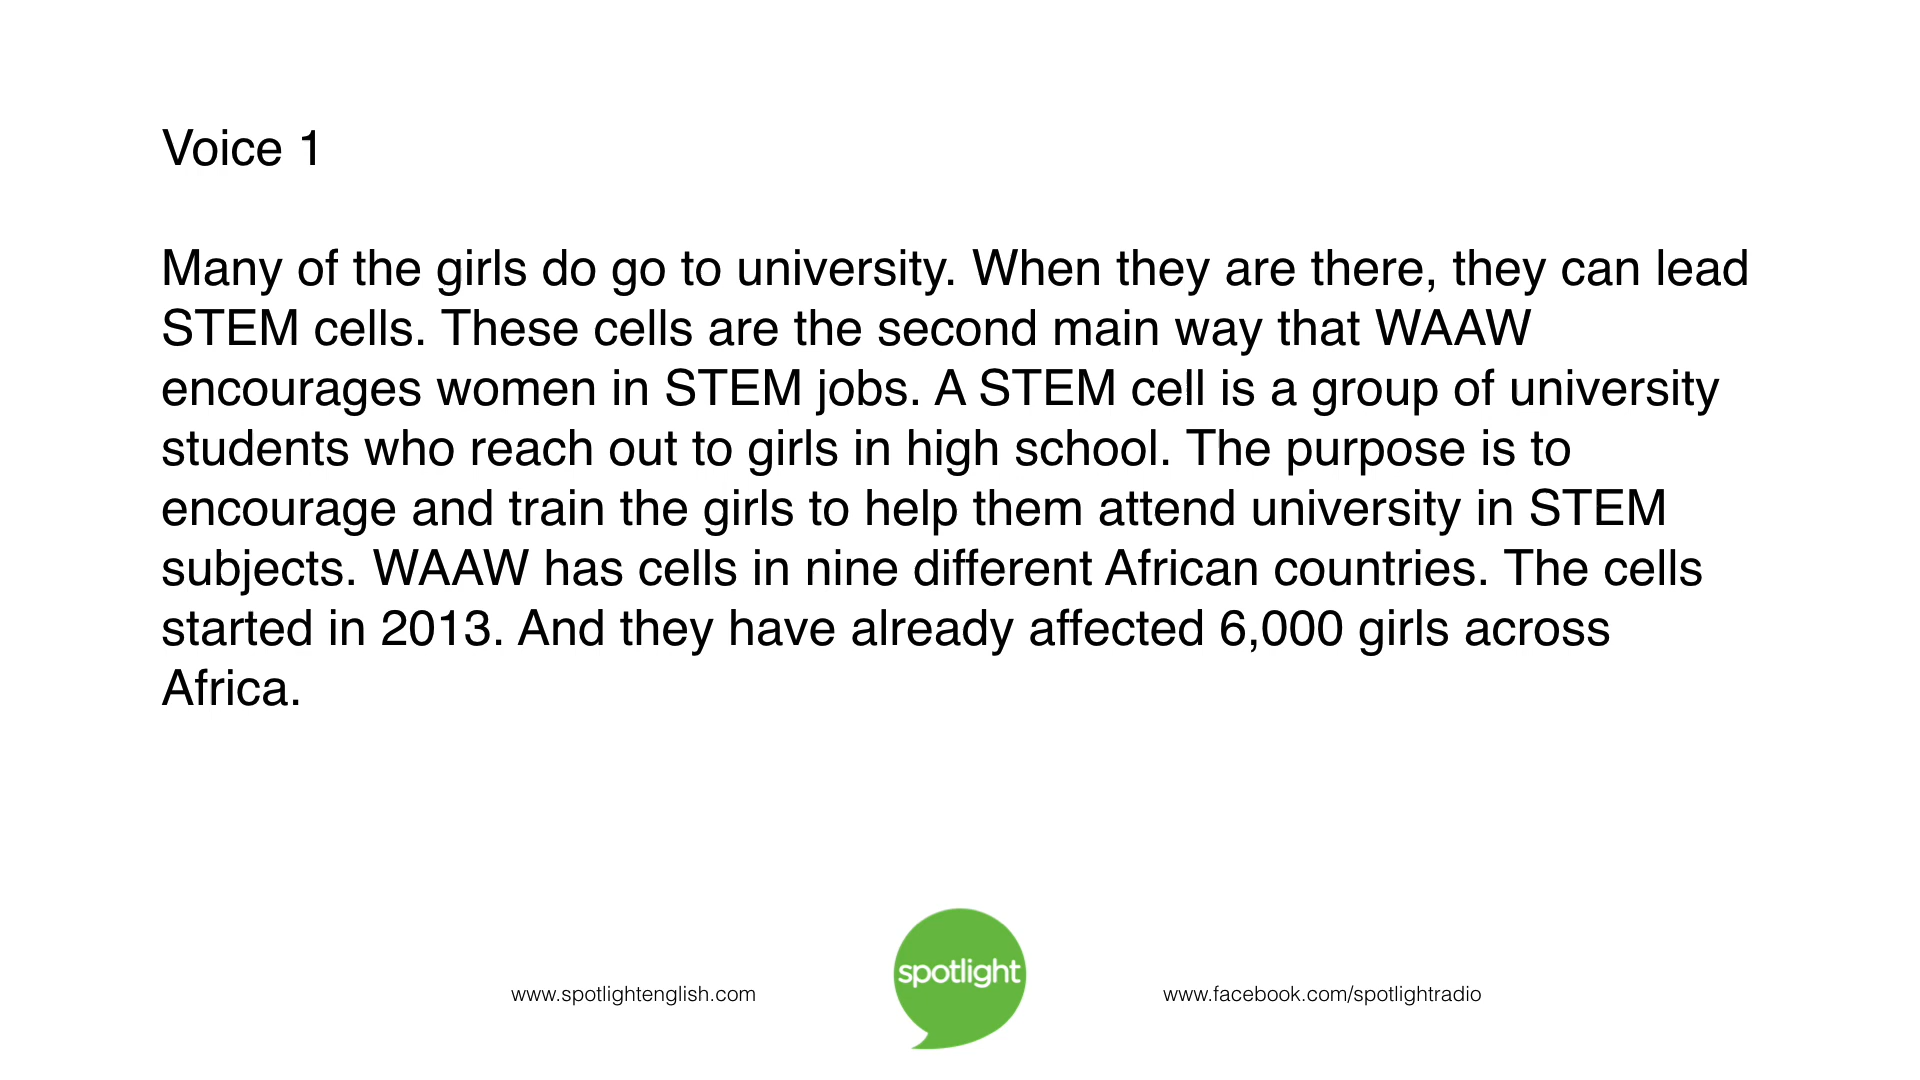 Voice 1
Many of the girls do go to university. When they are there, they can lead
STEM cells. These cells are the second main way that WAAW
encourages women in STEM jobs. A STEM cell is a group of university
students who reach out to girls in high school. The purpose is to
encourage and train the girls to help them attend university in STEM
subjects. WAAW has cells in nine different African countries. The cells
started in 2013. And they have already affected 6,000 girls across
Africa.
www.spotlightenglish.com
spotlight
www.facebook.com/spotlightradio